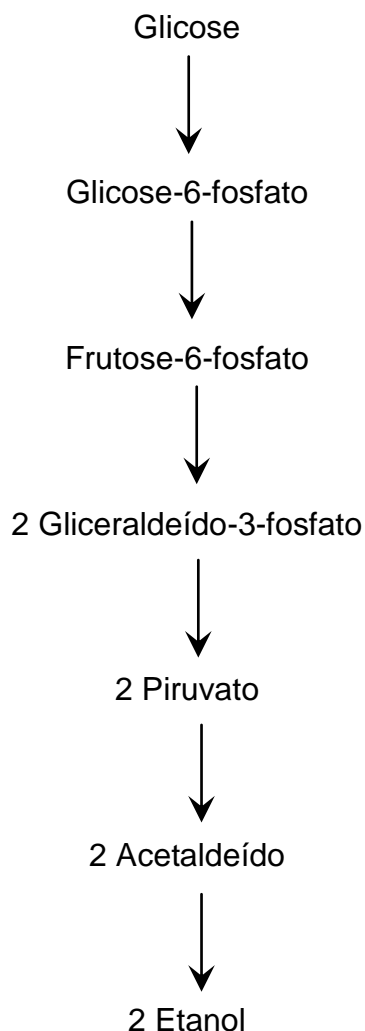 Glicose
Glicose-6-fosfato
Frutose-6-fosfato
2 Gliceraldeído-3-fosfato
2 Piruvato
2 Acetaldeído
2 Etanol